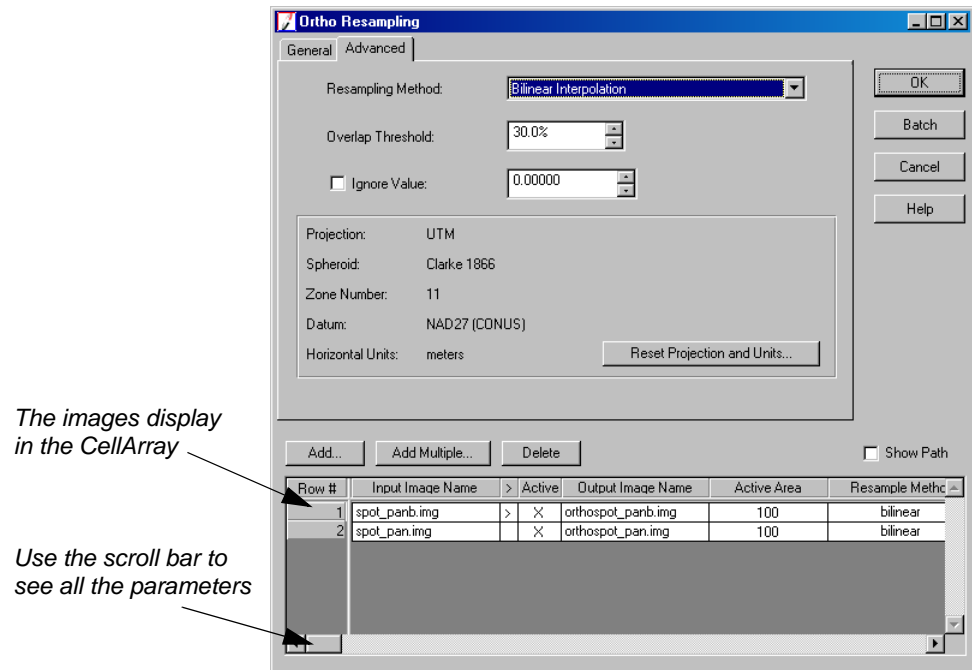 Ortho Resampling
General Advanced
Resampling Method: Bilinear Interpolation
Overlap Threshold: 30.0%
Ignore Value: 0.00000
OK
Batch
Cancel
Help
Projection: UTM
Spheroid: Clarke 1866
Zone Number: 11
Datum: NAD27 (CONUS)
Horizontal Units: meters
Reset Projection and Units...
The images display
in the CellArray
Add... Add Multiple... Delete Show Path
Row # Input Image Name > Active Output Image Name Active Area Resample Methc
1 spot_panb.img > X orthospot_panb.img 100 bilinear
2 spot_pan.img X orthospot_pan.img 100 bilinear
Use the scroll bar to
see all the parameters